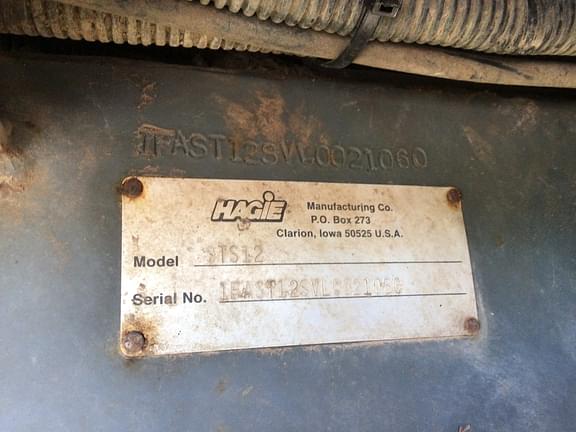 1FAST12SVL0021060
HAGIE
Manufacturing Co.
P.O. Box 273
Clarion, Iowa 50525 U.S.A.
Model STS12
Serial No. 1FAST12SVL0021060